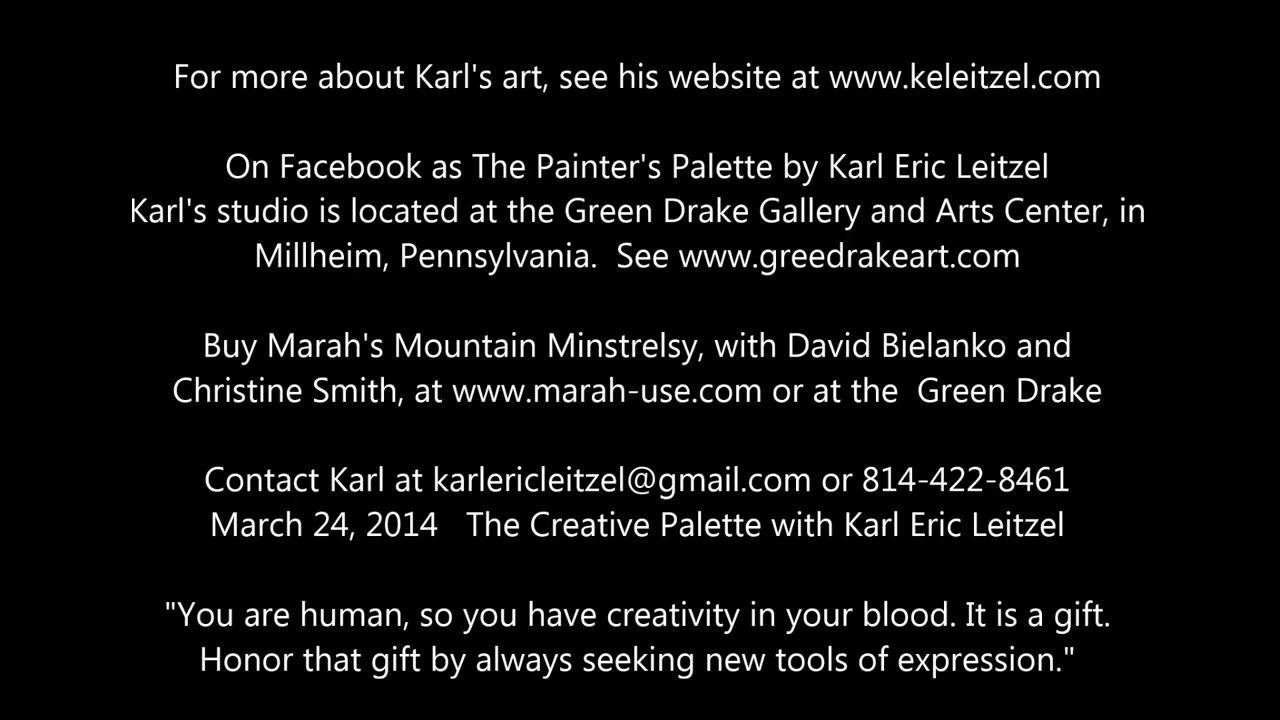 For more about Karl's art, see his website at www.keleitzel.com
On Facebook as The Painter's Palette by Karl Eric Leitzel
Karl's studio is located at the Green Drake Gallery and Arts Center, in
Millheim, Pennsylvania.  See www.greedrakeart.com
Buy Marah's Mountain Minstrelsy, with David Bielanko and
Christine Smith, at www.marah-use.com or at the  Green Drake
Contact Karl at karlericleitzel@gmail.com or 814-422-8461
March 24, 2014   The Creative Palette with Karl Eric Leitzel
"You are human, so you have creativity in your blood. It is a gift.
Honor that gift by always seeking new tools of expression."